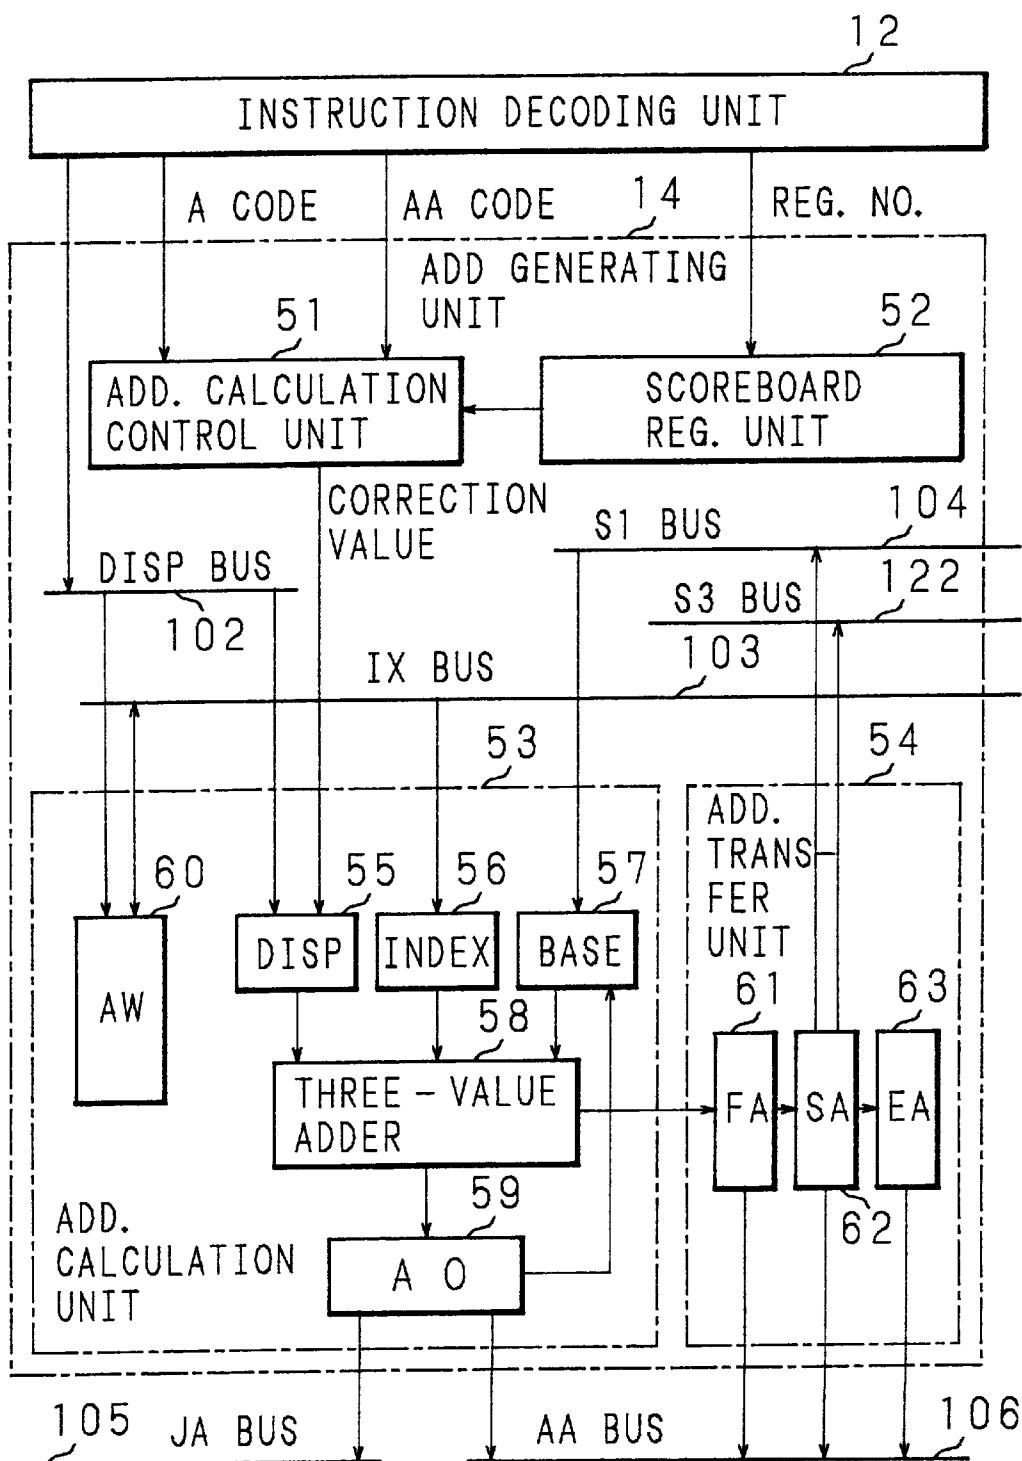 12
INSTRUCTION DECODING UNIT
A CODE
AA CODE
14
REG. NO.
ADD GENERATING
UNIT
51
52
ADD. CALCULATION
CONTROL UNIT
SCOREBOARD
REG. UNIT
CORRECTION
VALUE
S1 BUS
104
DISP BUS
102
S3 BUS
122
IX BUS
103
53
54
ADD.
TRANS-
FER
UNIT
60
55
56
57
AW
DISP
INDEX
BASE
58
61
63
THREE-VALUE
ADDER
FA
SA
EA
59
62
ADD.
CALCULATION
UNIT
A O
105
JA BUS
AA BUS
106